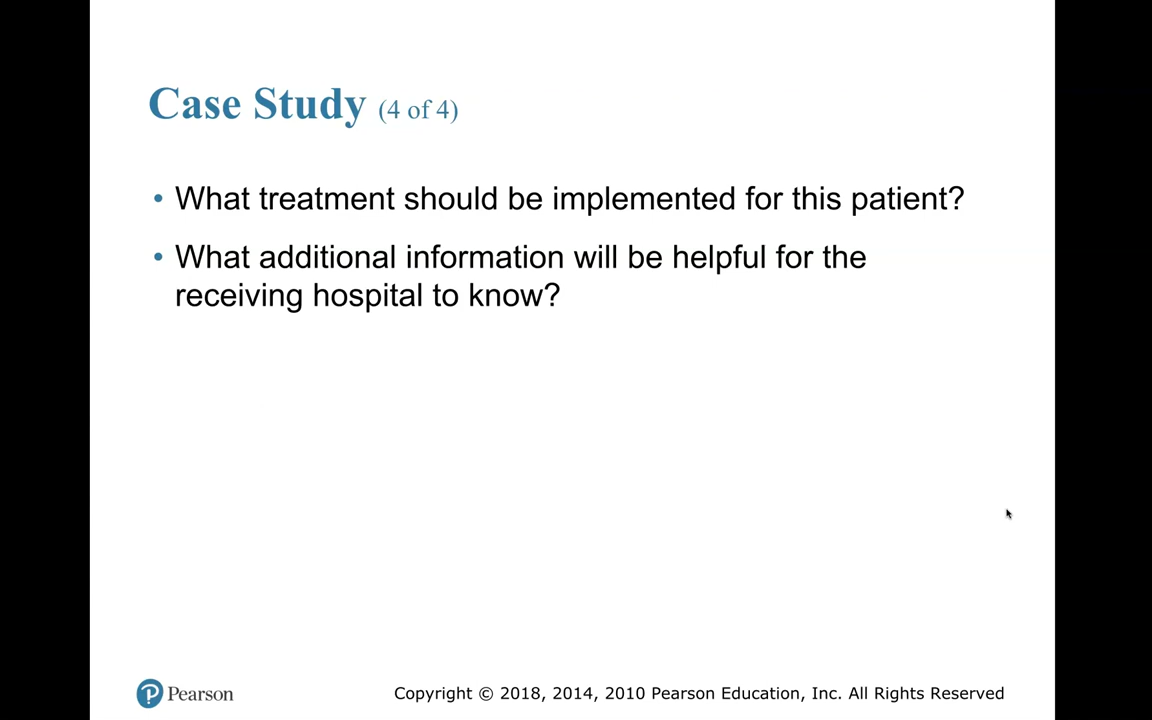 Case Study (4 of 4)
• What treatment should be implemented for this patient?
• What additional information will be helpful for the
receiving hospital to know?
Pearson
Copyright © 2018, 2014, 2010 Pearson Education, Inc. All Rights Reserved